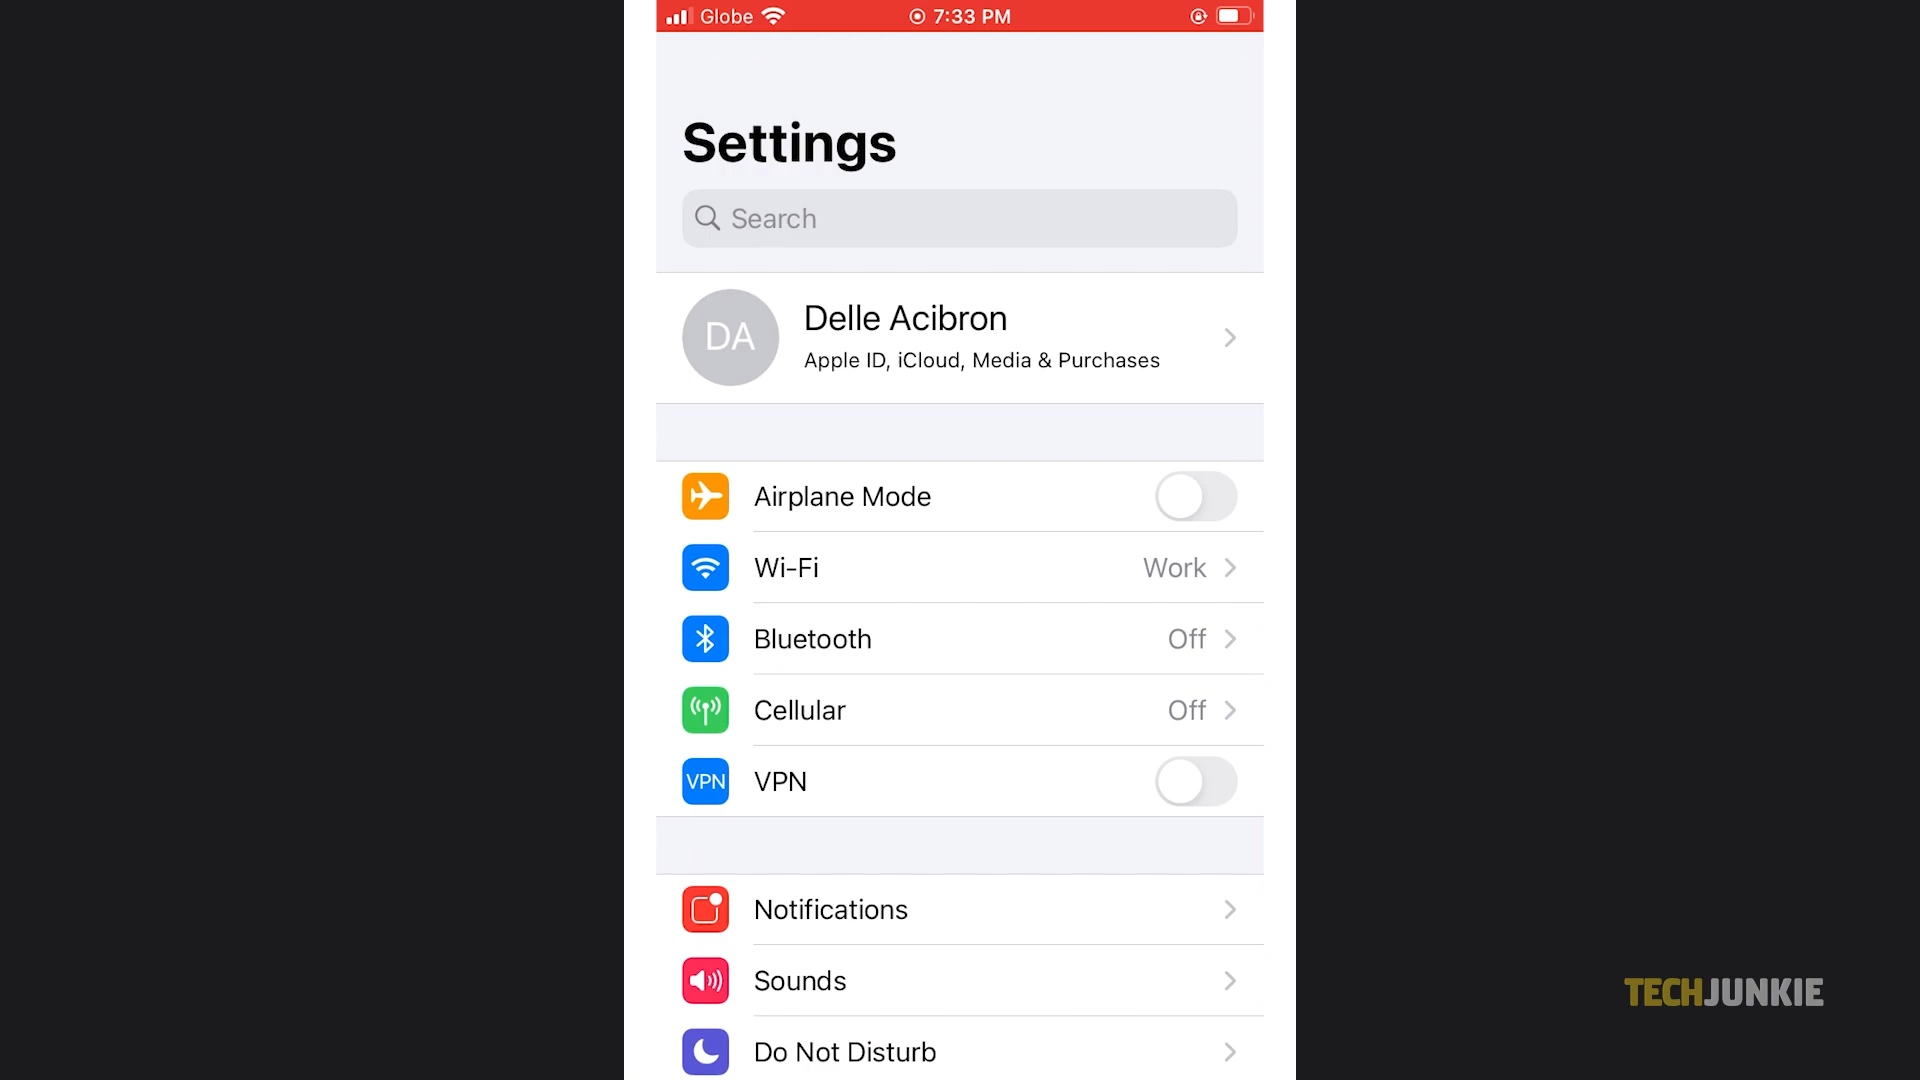 Globe 7:33 PM
Settings
Search
DA
Delle Acibron
Apple ID, iCloud, Media & Purchases
Airplane Mode
Wi-Fi Work
Bluetooth Off
Cellular Off
VPN VPN
Notifications
Sounds
Do Not Disturb
TECHJUNKIE